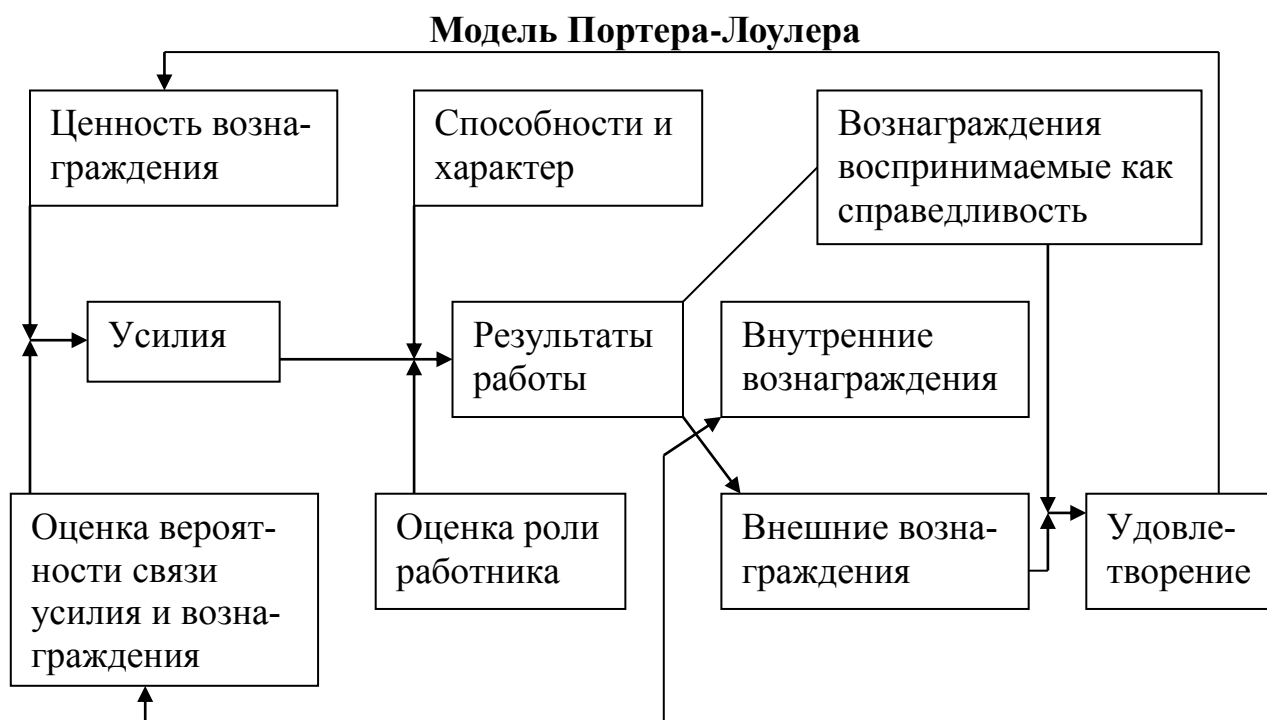 Модель Портера-Лоулера
Ценность возна-
граждения
Способности и
характер
Вознаграждения
воспринимаемые как
справедливость
Усилия
Результаты
работы
Внутренние
вознаграждения
Оценка вероят-
ности связи
усилия и возна-
граждения
Оценка роли
работника
Внешние возна-
граждения
Удовле-
творение